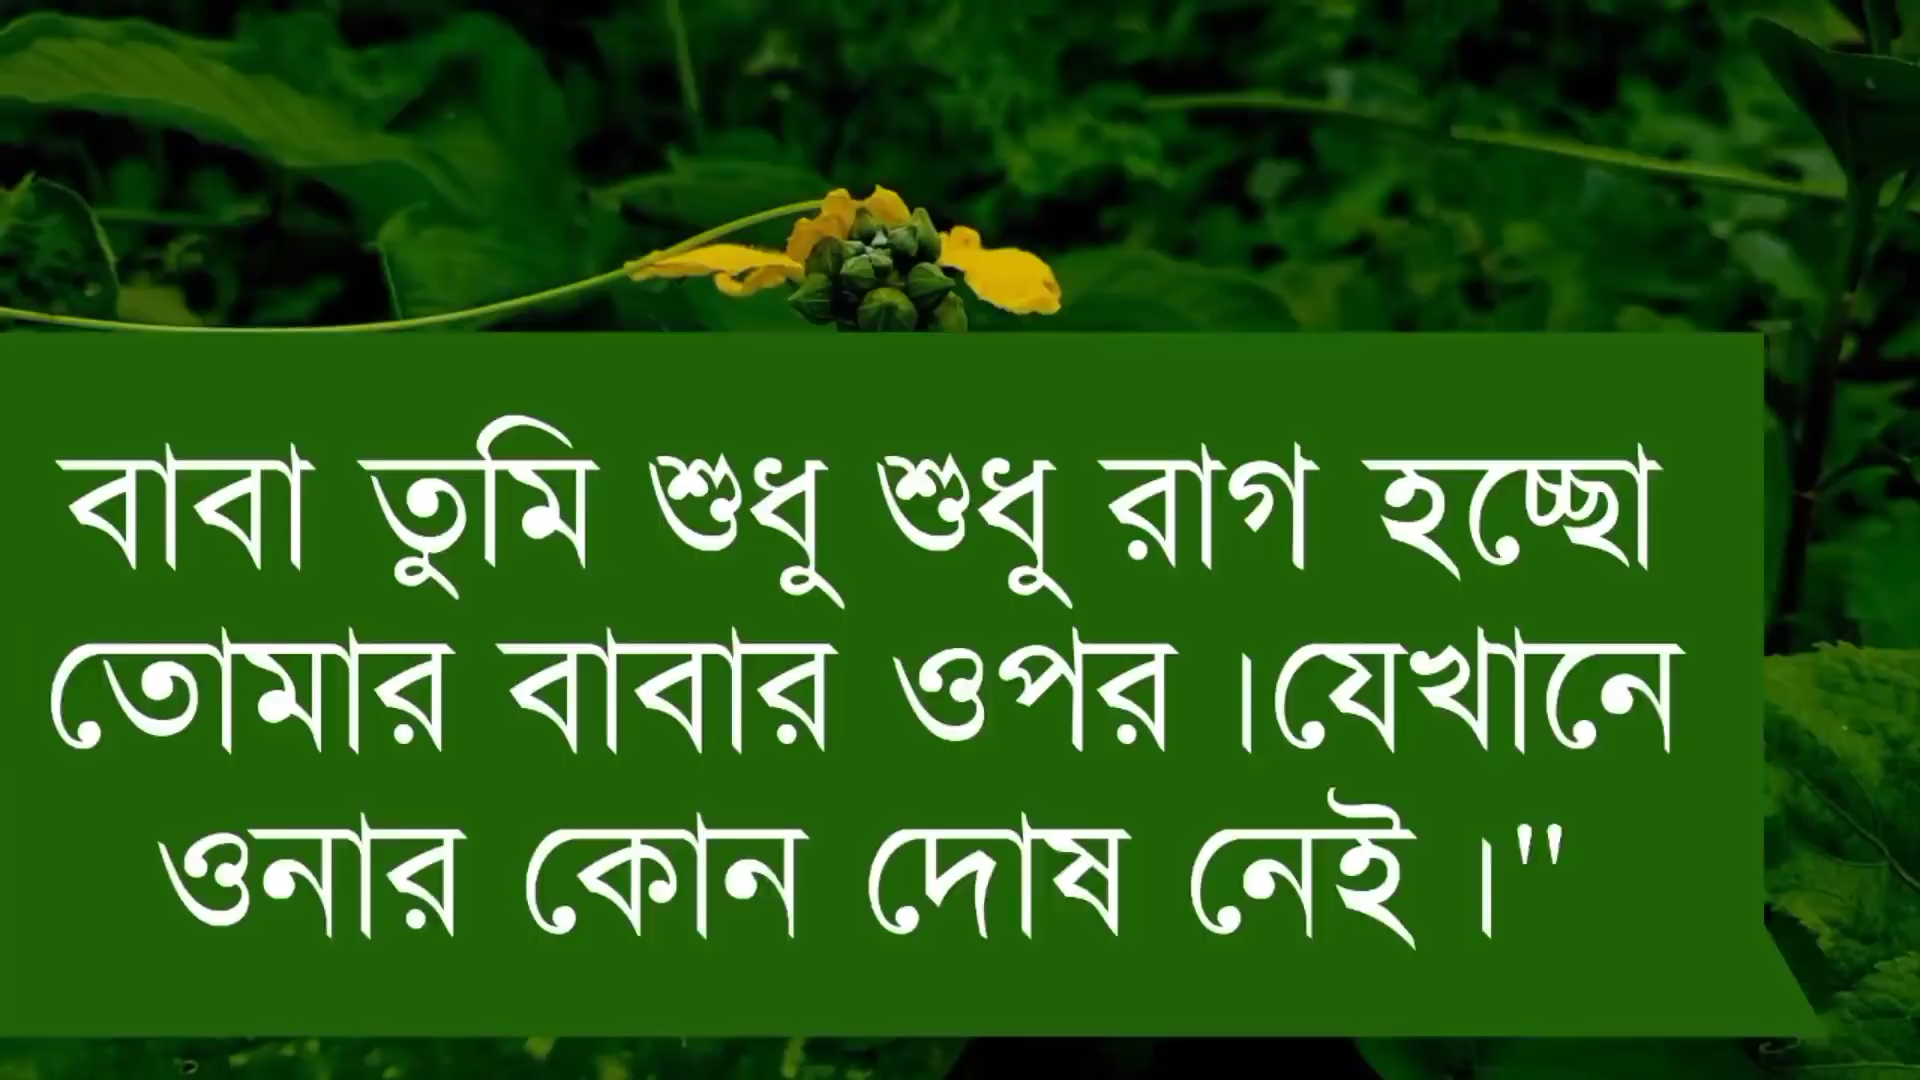 বাবা তুমি শুধু শুধু রাগ হচ্ছো
তোমার বাবার ওপর ।যেখানে
ওনার কোন দোষ নেই ।"